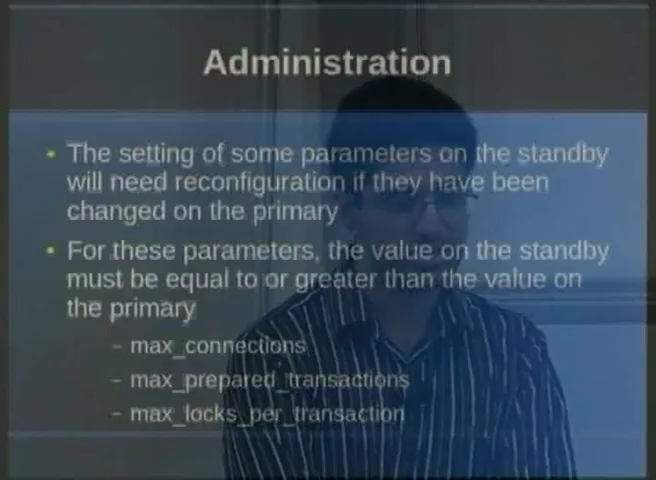 Administration
• The setting of some parameters on the standby
will need reconfiguration if they have been
changed on the primary
• For these parameters, the value on the standby
must be equal to or greater than the value on
the primary
– max_connections
– max_prepared_transactions
– max_locks_per_transaction